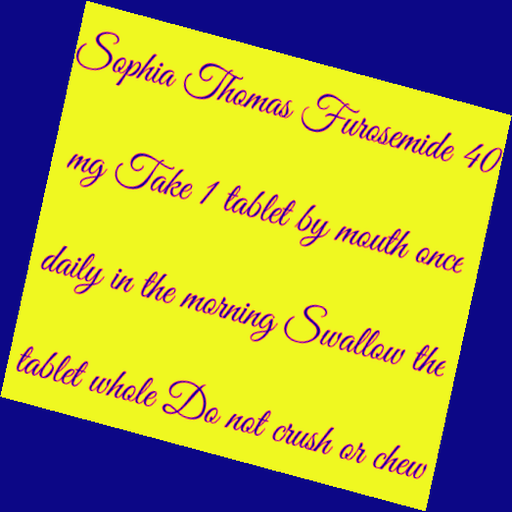 Sophia Thomas Furosemide 40
mg Take 1 tablet by mouth once
daily in the morning Swallow the
tablet whole Do not crush or chew